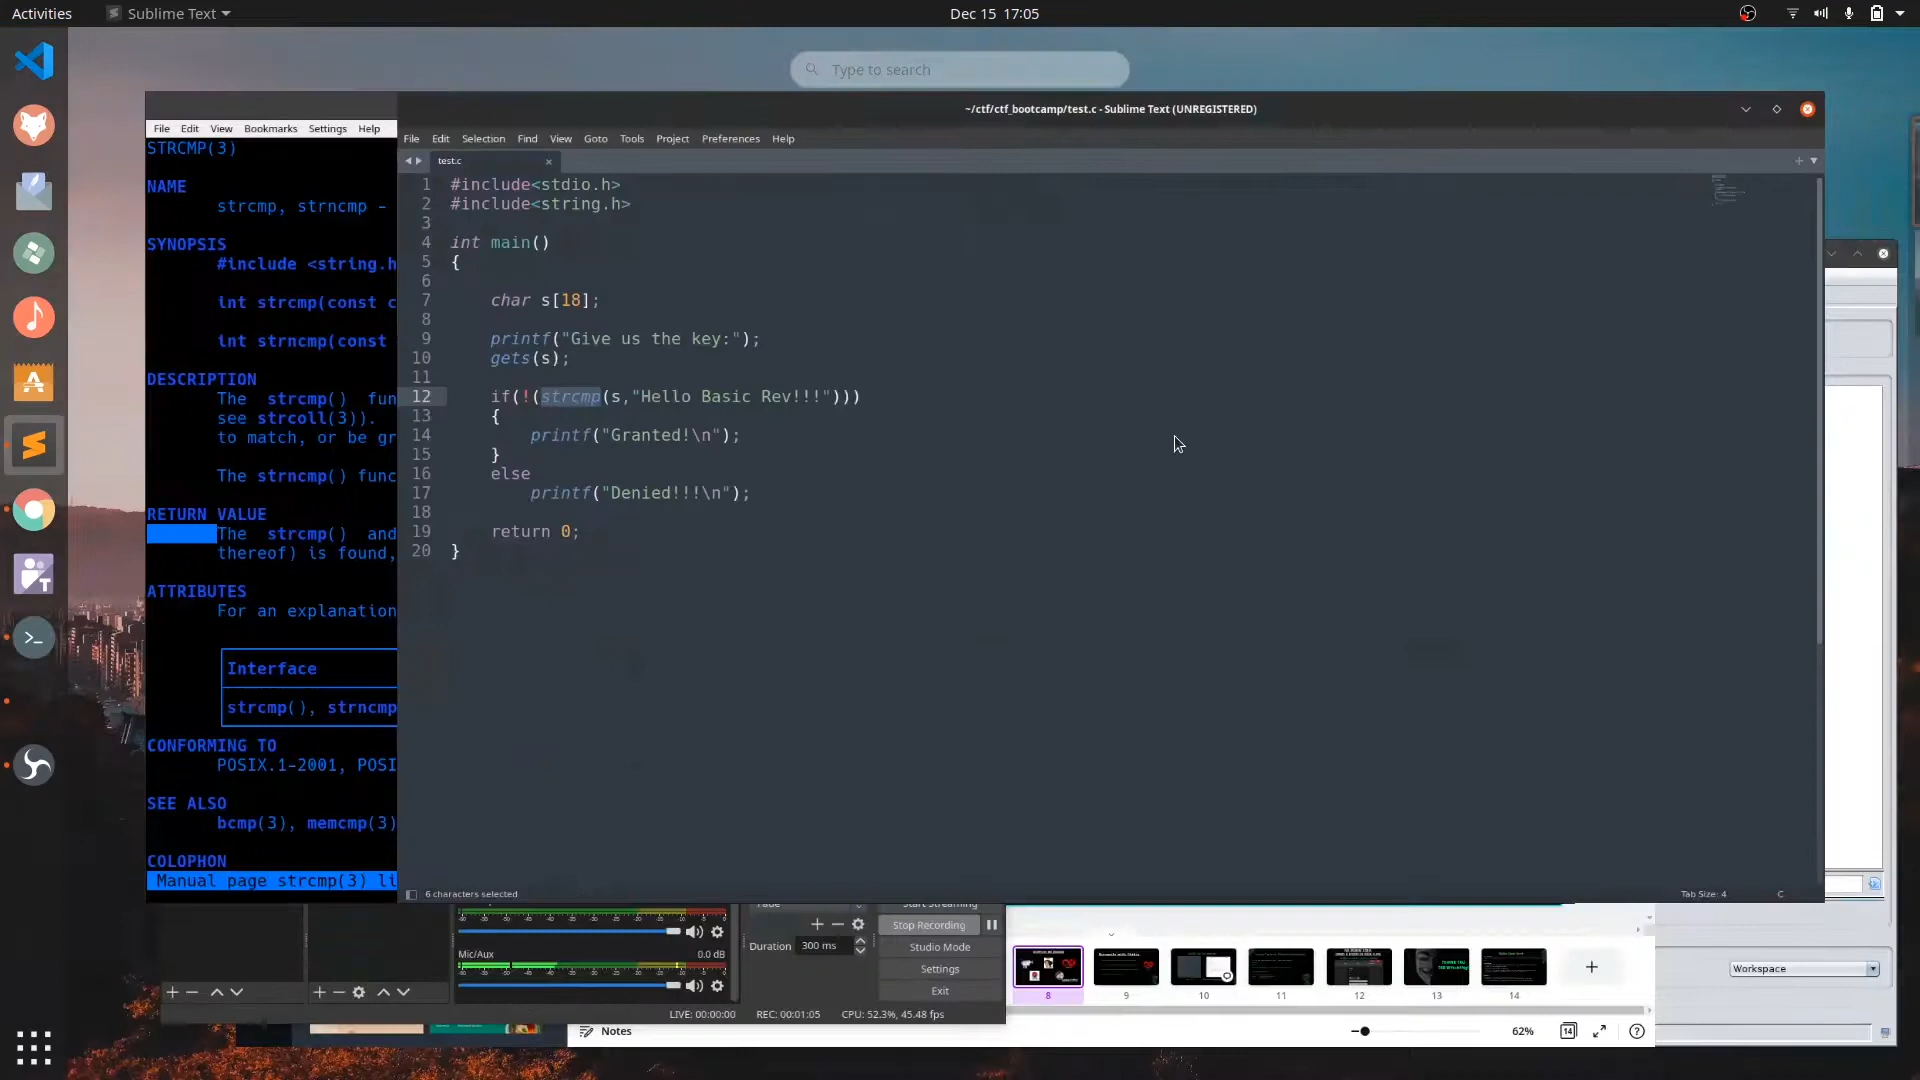 Activities
Sublime Text
Dec 15 17:05
Type to search
~/ctf/ctf_bootcamp/test.c - Sublime Text (UNREGISTERED)
File Edit View Bookmarks Settings Help
STRCMP(3)
NAME
strcmp, strncmp -
SYNOPSIS
#include <string.h
int strcmp(const c
int strncmp(const
DESCRIPTION
The strcmp() fun
see strcoll(3)).
to match, or be gr
The strcmp() func
RETURN VALUE
The strcmp() and
thereof) is found,
ATTRIBUTES
For an explanation
Interface
strcmp(), strncmp
CONFORMING TO
POSIX.1-2001, POSI
SEE ALSO
bcmp(3), memcmp(3)
COLOPHON
Manual page strcmp(3) li
File Edit Selection Find View Goto Tools Project Preferences Help
test.c
1 #include<stdio.h>
2 #include<string.h>
3
4 int main()
5 {
6
7 char s[18];
8
9 printf("Give us the key:");
10 gets(s);
11
12 if(!(strcmp(s,"Hello Basic Rev!!!")))
13 {
14 printf("Granted!\n");
15 }
16 else
17 printf("Denied!!!\n");
18
19 return 0;
20 }
6 characters selected
Tab Size: 4
C
Start Streaming
Stop Recording
Duration 300 ms
Studio Mode
Mic/Aux
0.0 dB
Settings
Exit
LIVE: 00:00:00
REC: 00:01:05
CPU: 52.3%, 45.48 fps
8 9 10 11 12 13 14
Workspace
Notes
62%
14